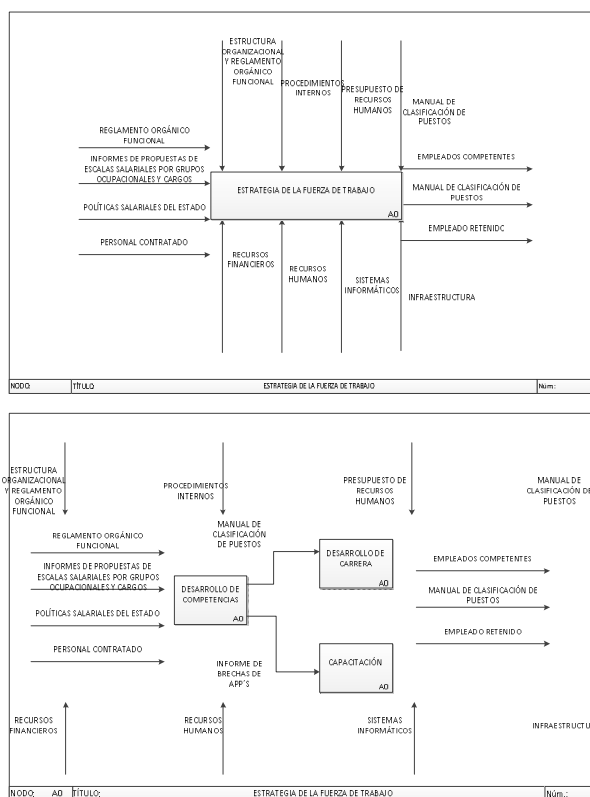 ESTRUCTURA
ORGANIZACIONAL
Y REGLAMENTO
ORGÁNICO
FUNCIONAL
PROCEDIMIENTOS
INTERNOS
PRESUPUESTO DE
RECURSOS
HUMANOS
MANUAL DE
CLASIFICACIÓN DE
PUESTOS
REGLAMENTO ORGÁNICO
FUNCIONAL
INFORMES DE PROPUESTAS DE
ESCALAS SALARIALES POR GRUPOS
OCUPACIONALES Y CARGOS
POLÍTICAS SALARIALES DEL ESTADO
PERSONAL CONTRATADO
ESTRATEGIA DE LA FUERZA DE TRABAJO
A0
EMPLEADOS COMPETENTES
MANUAL DE CLASIFICACIÓN DE
PUESTOS
EMPLEADO RETENIDO
RECURSOS
FINANCIEROS
RECURSOS
HUMANOS
SISTEMAS
INFORMÁTICOS
INFRAESTRUCTURA
NODO: TÍTULO: ESTRATEGIA DE LA FUERZA DE TRABAJO Núm.:
ESTRUCTURA
ORGANIZACIONAL
Y REGLAMENTO
ORGÁNICO
FUNCIONAL
PROCEDIMIENTOS
INTERNOS
PRESUPUESTO DE
RECURSOS
HUMANOS
MANUAL DE
CLASIFICACIÓN DE
PUESTOS
REGLAMENTO ORGÁNICO
FUNCIONAL
INFORMES DE PROPUESTAS DE
ESCALAS SALARIALES POR GRUPOS
OCUPACIONALES Y CARGOS
POLÍTICAS SALARIALES DEL ESTADO
PERSONAL CONTRATADO
MANUAL DE
CLASIFICACIÓN
DE PUESTOS
DESARROLLO DE
COMPETENCIAS
A0
DESARROLLO DE
CARRERA
A0
CAPACITACIÓN
A0
INFORME DE
BRECHAS DE
APP´S
EMPLEADOS COMPETENTES
MANUAL DE CLASIFICACIÓN DE
PUESTOS
EMPLEADO RETENIDO
RECURSOS
FINANCIEROS
RECURSOS
HUMANOS
SISTEMAS
INFORMÁTICOS
INFRAESTRUCTU
NODO: A0 TÍTULO: ESTRATEGIA DE LA FUERZA DE TRABAJO Núm.: